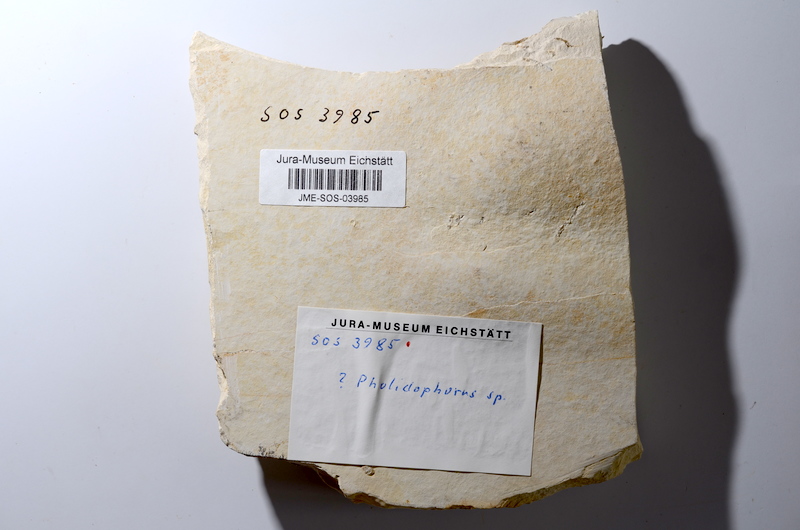 SOS 3985
Jura-Museum Eichstätt
JME-SOS-03985
JURA-MUSEUM EICHSTÄTT
SOS 3985
? Pholidophorus sp.